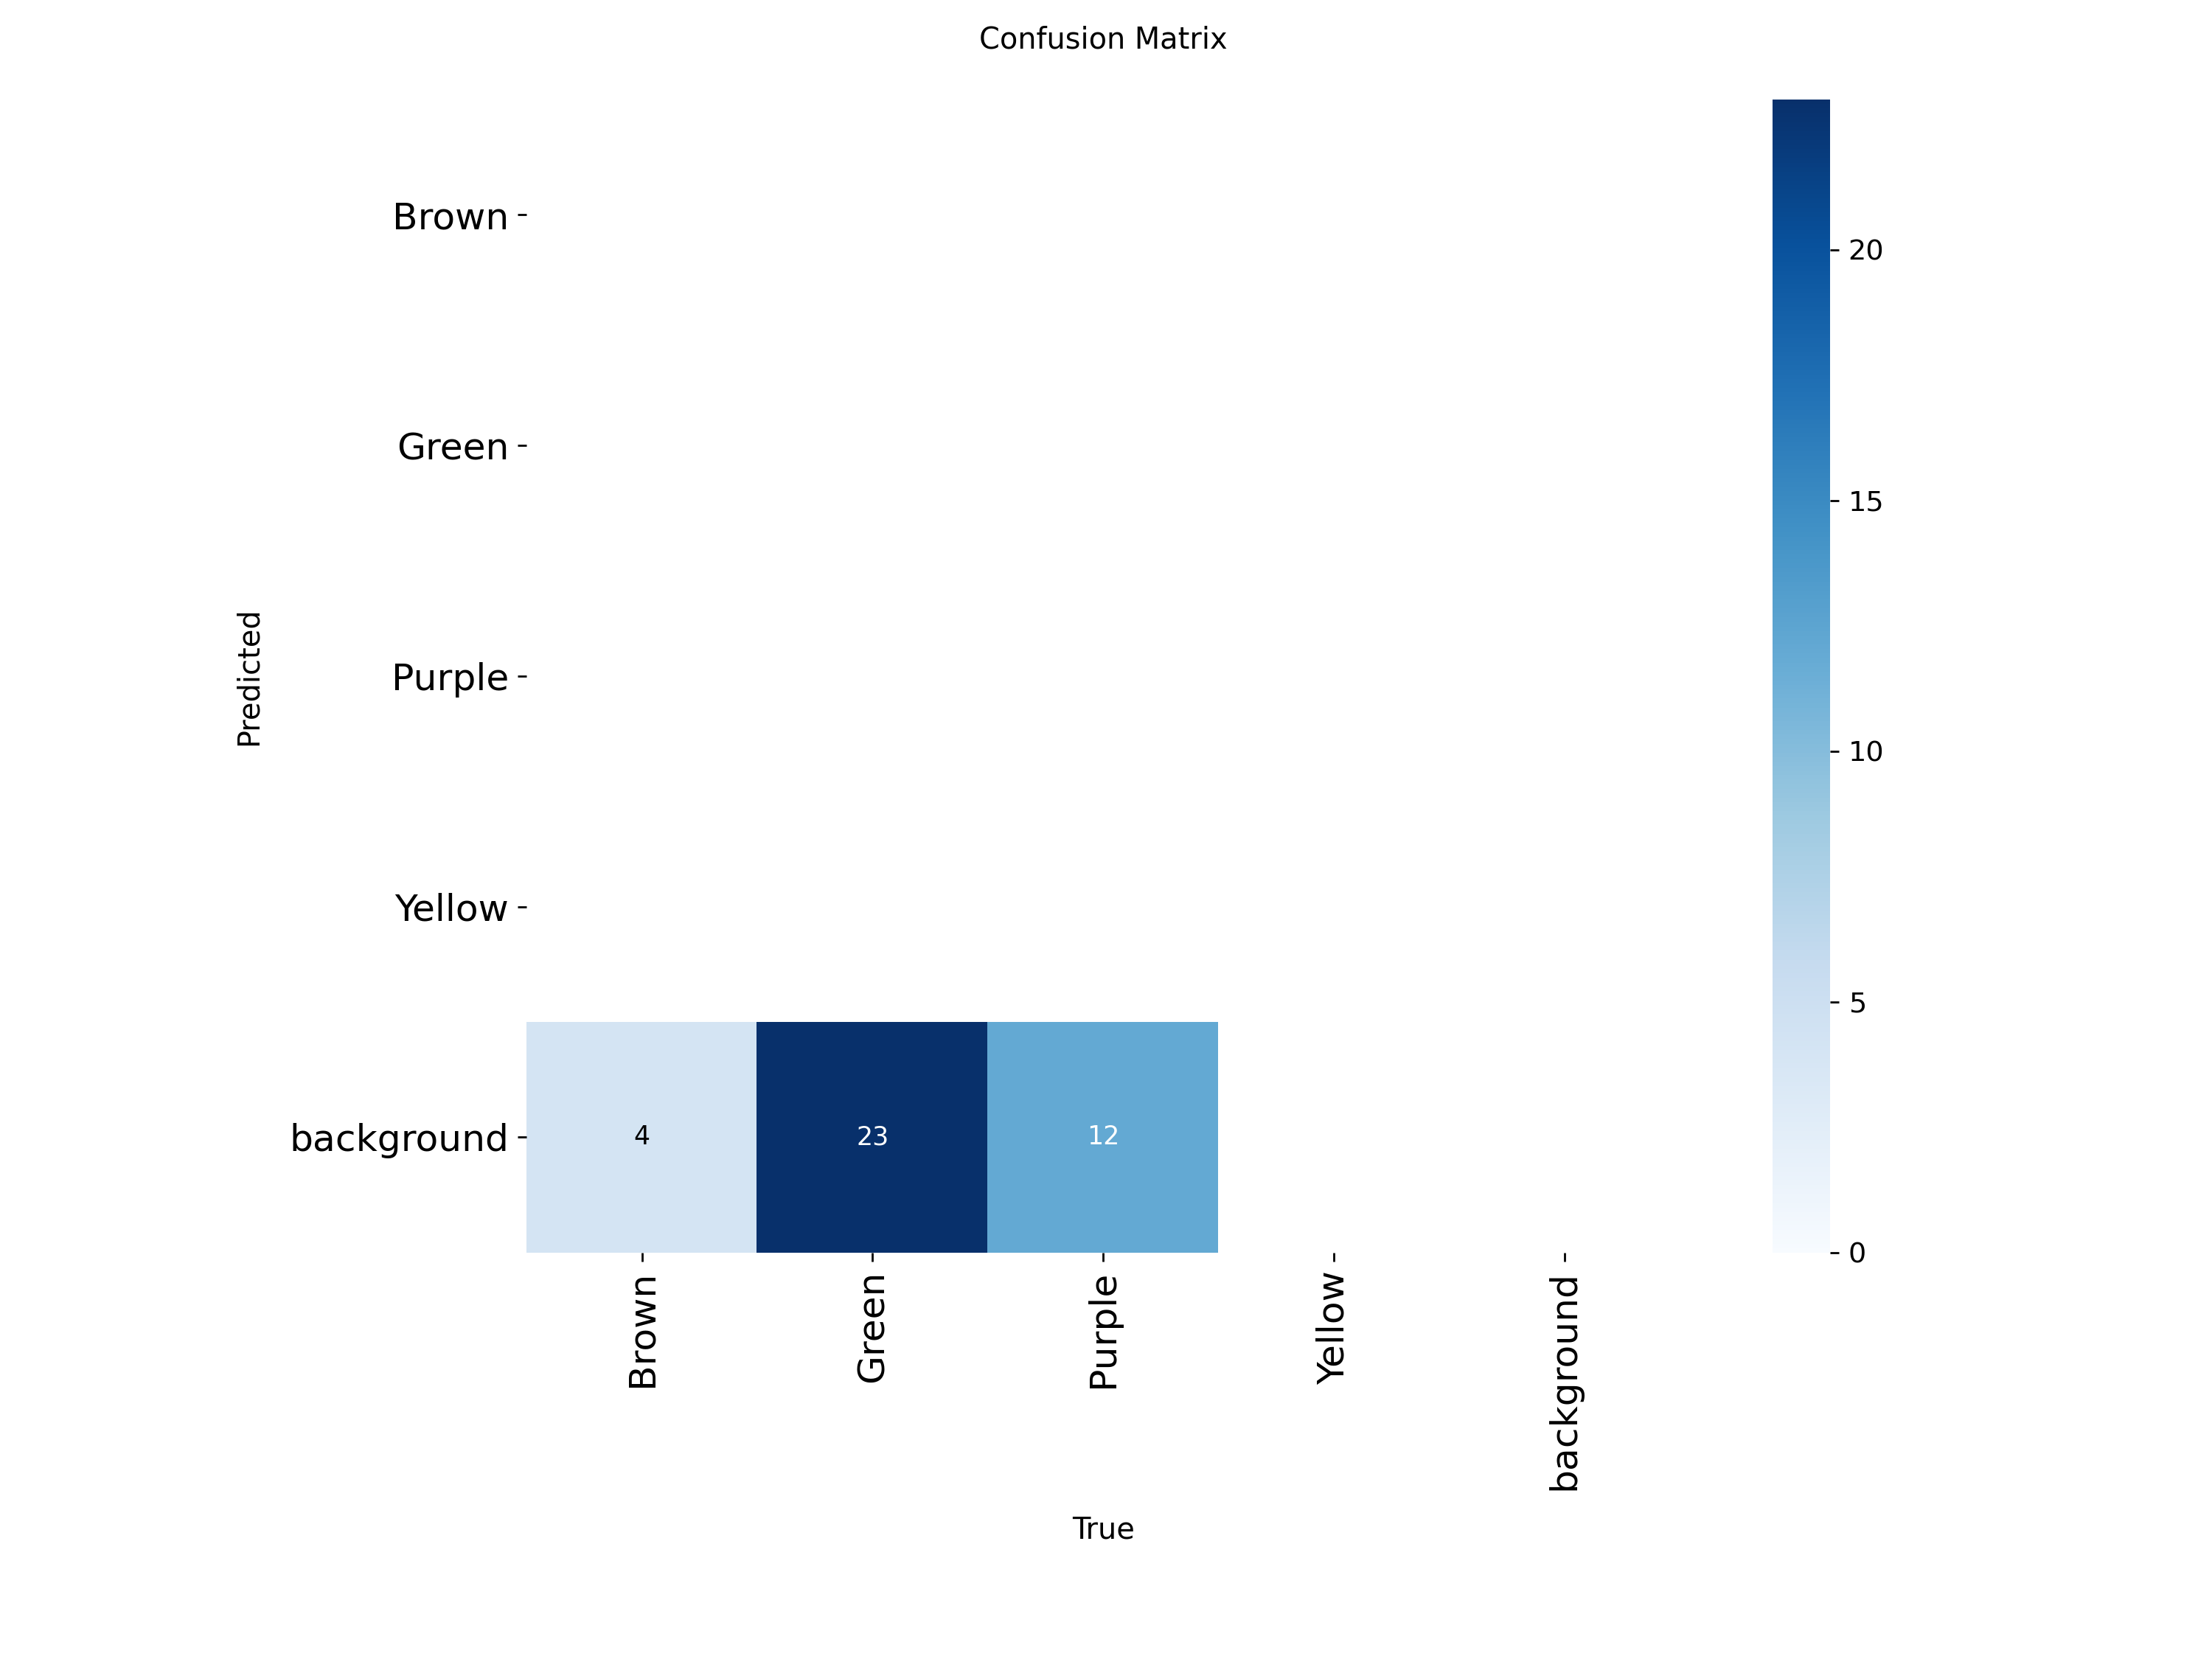 Confusion Matrix
Brown
Green
Purple
Yellow
background
Predicted
4
23
12
Brown
Green
Purple
Yellow
background
True
20
15
10
5
0